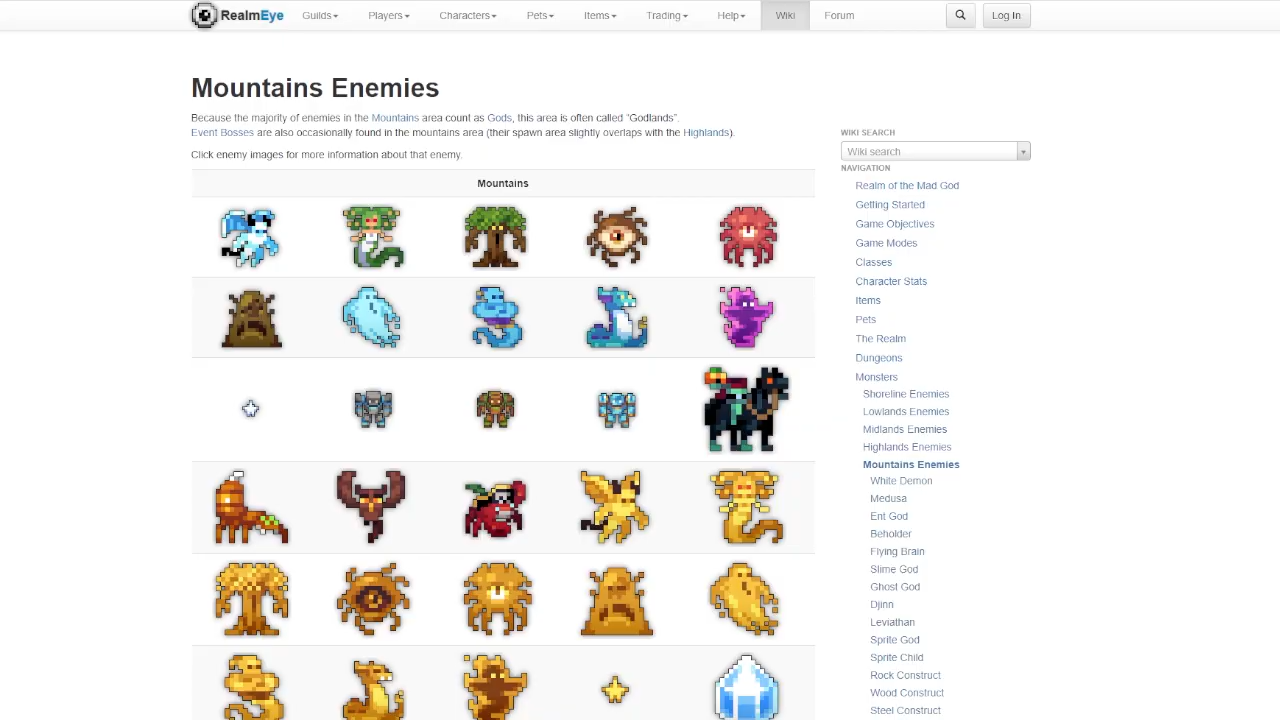 RealmEye Guilds Players Characters Pets Items Trading Help Wiki Forum Log In
Mountains Enemies
Because the majority of enemies in the Mountains area count as Gods, this area is often called "Godlands".
Event Bosses are also occasionally found in the mountains area (their spawn area slightly overlaps with the Highlands).
Click enemy images for more information about that enemy.
Mountains
WIKI SEARCH
Wiki search
NAVIGATION
Realm of the Mad God
Getting Started
Game Objectives
Game Modes
Classes
Character Stats
Items
Pets
The Realm
Dungeons
Monsters
Shoreline Enemies
Lowlands Enemies
Midlands Enemies
Highlands Enemies
Mountains Enemies
White Demon
Medusa
Ent God
Beholder
Flying Brain
Slime God
Ghost God
Djinn
Leviathan
Sprite God
Sprite Child
Rock Construct
Wood Construct
Steel Construct